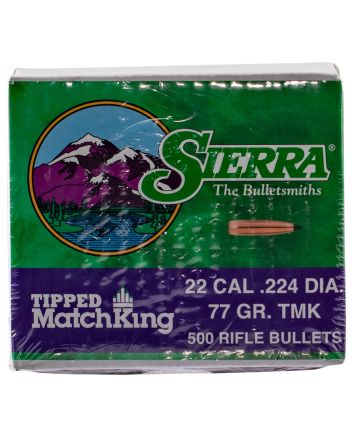 SIERRA®
The Bulletsmiths
TIPPED
MatchKing®
22 CAL .224 DIA.
77 GR. TMK
500 RIFLE BULLETS